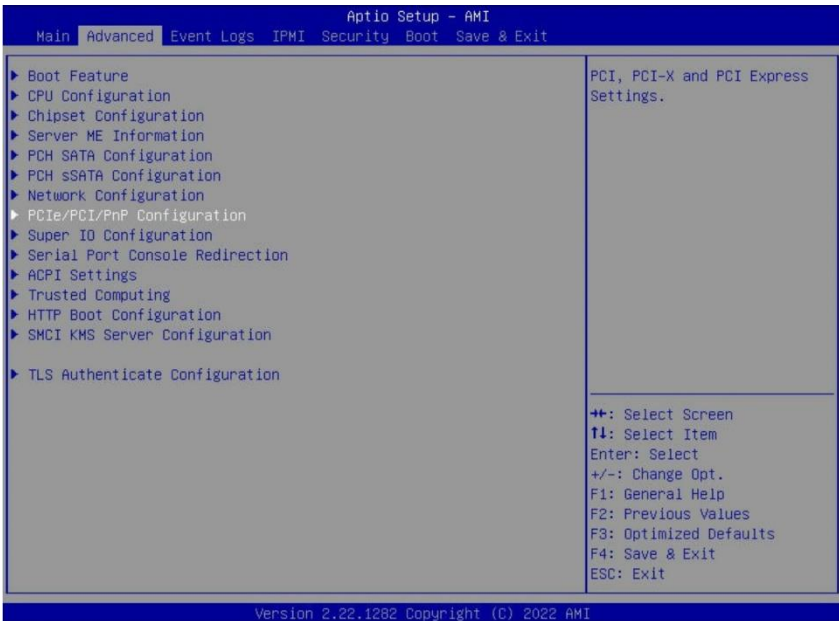 Aptio Setup - AMI
Main Advanced Event Logs IPMI Security Boot Save & Exit
Boot Feature
CPU Configuration
Chipset Configuration
Server ME Information
PCH SATA Configuration
PCH sSATA Configuration
Network Configuration
PCIe/PCI/PnP Configuration
Super IO Configuration
Serial Port Console Redirection
ACPI Settings
Trusted Computing
HTTP Boot Configuration
SMCI KMS Server Configuration
TLS Authenticate Configuration
PCI, PCI-X and PCI Express
Settings.
→←: Select Screen
↑↓: Select Item
Enter: Select
+/-: Change Opt.
F1: General Help
F2: Previous Values
F3: Optimized Defaults
F4: Save & Exit
ESC: Exit
Version 2.22.1282 Copyright (C) 2022 AMI